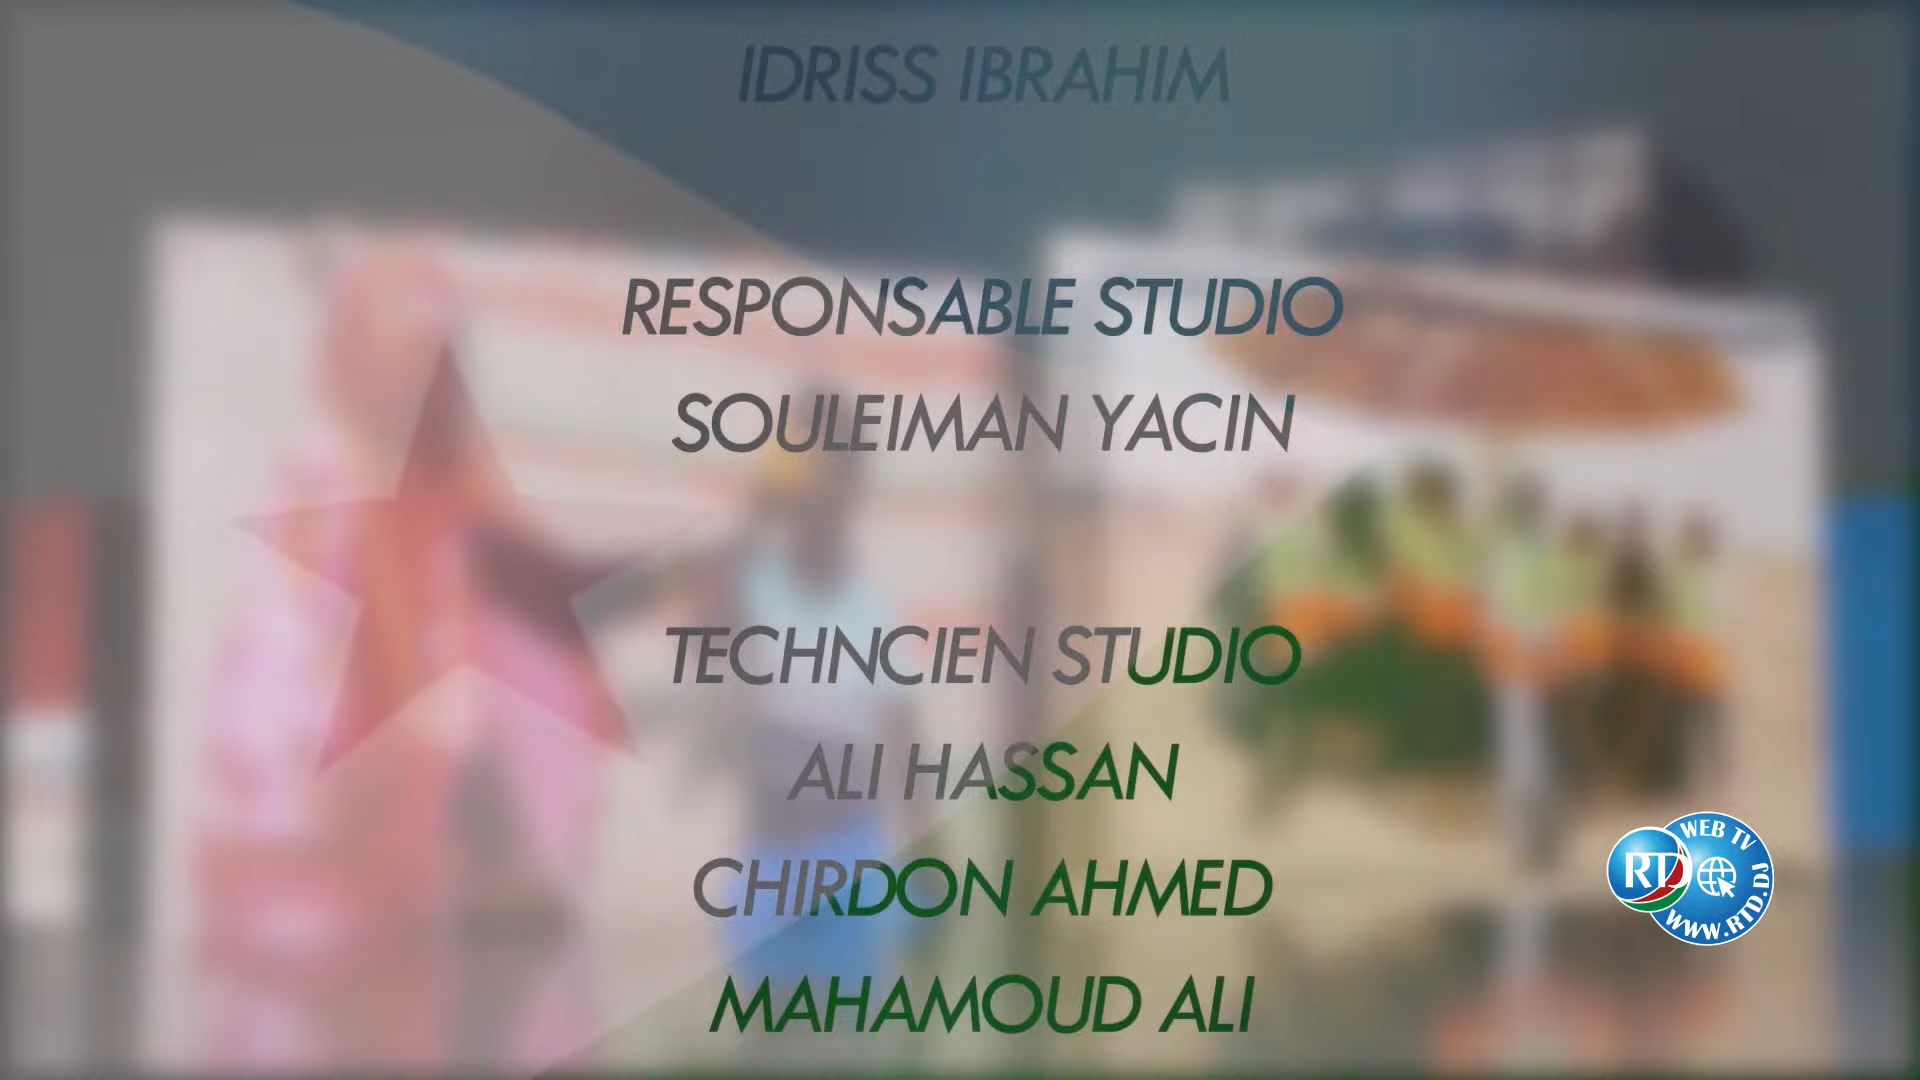 IDRISS IBRAHIM
RESPONSABLE STUDIO
SOULEIMAN YACIN
TECHNCIEN STUDIO
ALI HASSAN
CHIRDON AHMED
MAHAMOUD ALI
WEB TV
RTD
WWW.RTD.DJ